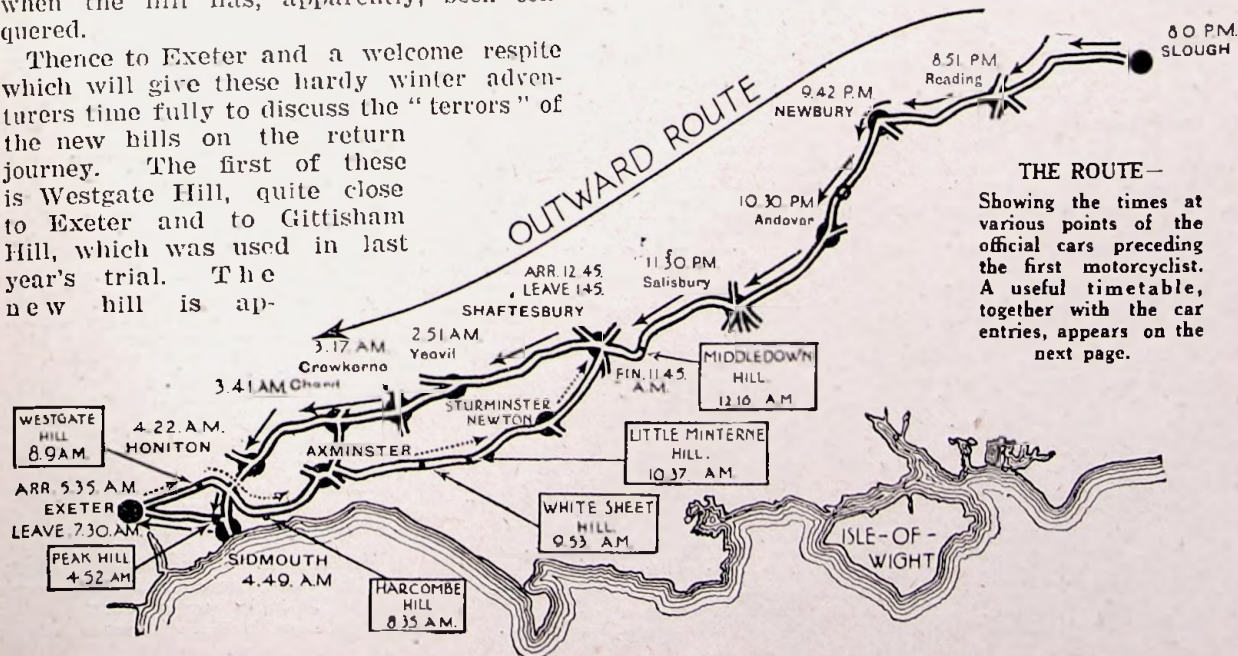 when the hill has, apparently, been con-
quered.
Thence to Exeter and a welcome respite
which will give these hardy winter adven-
turers time fully to discuss the "terrors" of
the new hills on the return
journey. The first of these
is Westgate Hill, quite close
to Exeter and to Gittisham
Hill, which was used in last
year's trial. The
new hill is ap-
OUTWARD ROUTE
8 0 P.M.
SLOUGH
8 51 PM
Reading
9.42 P.M
NEWBURY
10.30 PM
Andover
11 30 PM
Salisbury
ARR. 12.45.
LEAVE 1.45.
SHAFTESBURY
2.51 AM
Yeovil
3.17 AM
Crewkerne
3.41 AM Chard
4.22. A.M.
HONITON
WESTGATE
HILL
8.9 A.M.
ARR. 5.35 A.M
EXETER
LEAVE 7.30 A.M.
PEAK HILL
4.52 AM
SIDMOUTH
4.49. A.M
HARCOMBE
HILL
8 35 A.M.
AXMINSTER
WHITE SHEET
HILL
9.53 A.M.
STURMINSTER
NEWTON
LITTLE MINTERNE
HILL.
10.37 A.M.
FIN. 11.45.
A.M.
MIDDLEDOWN
HILL.
12.10 A.M
ISLE-OF-
WIGHT
THE ROUTE—
Showing the times at
various points of the
official cars preceding
the first motorcyclist.
A useful timetable,
together with the car
entries, appears on the
next page.